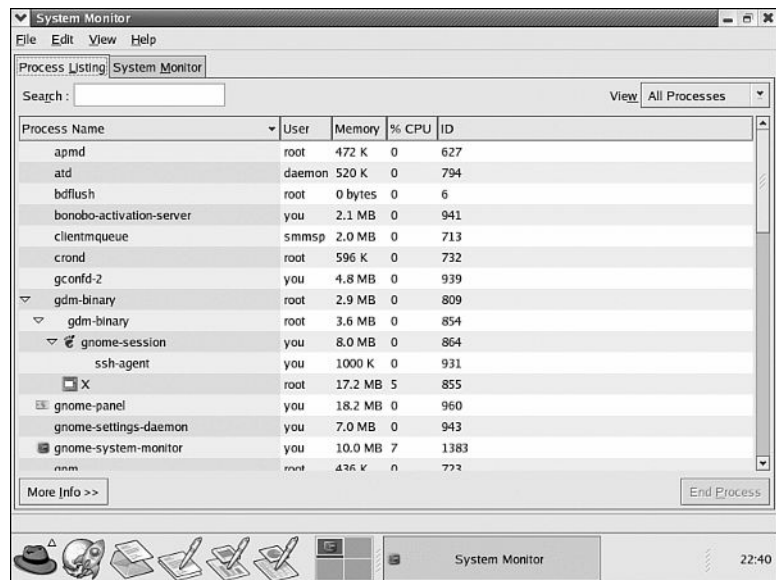 System Monitor
File Edit View Help
Process Listing System Monitor
Search : View All Processes
Process Name User Memory % CPU ID
apmd root 472 K 0 627
atd daemon 520 K 0 794
bdflush root 0 bytes 0 6
bonobo-activation-server you 2.1 MB 0 941
clientmqueue smmsp 2.0 MB 0 713
crond root 596 K 0 732
gconfd-2 you 4.8 MB 0 939
gdm-binary root 2.9 MB 0 809
gdm-binary root 3.6 MB 0 854
gnome-session you 8.0 MB 0 864
ssh-agent you 1000 K 0 931
X root 17.2 MB 5 855
gnome-panel you 18.2 MB 0 960
gnome-settings-daemon you 7.0 MB 0 943
gnome-system-monitor you 10.0 MB 7 1383
gpm root 436 K 0 723
More Info >> End Process
System Monitor 22:40